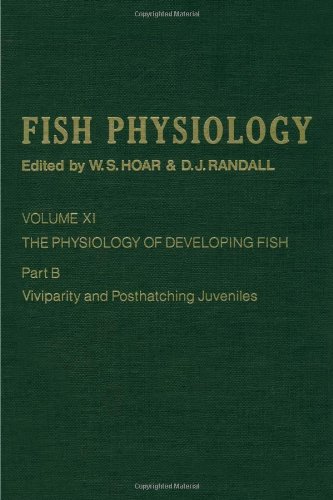 FISH PHYSIOLOGY
Edited by W. S. HOAR & D. J. RANDALL
VOLUME XI
THE PHYSIOLOGY OF DEVELOPING FISH
Part B
Viviparity and Posthatching Juveniles